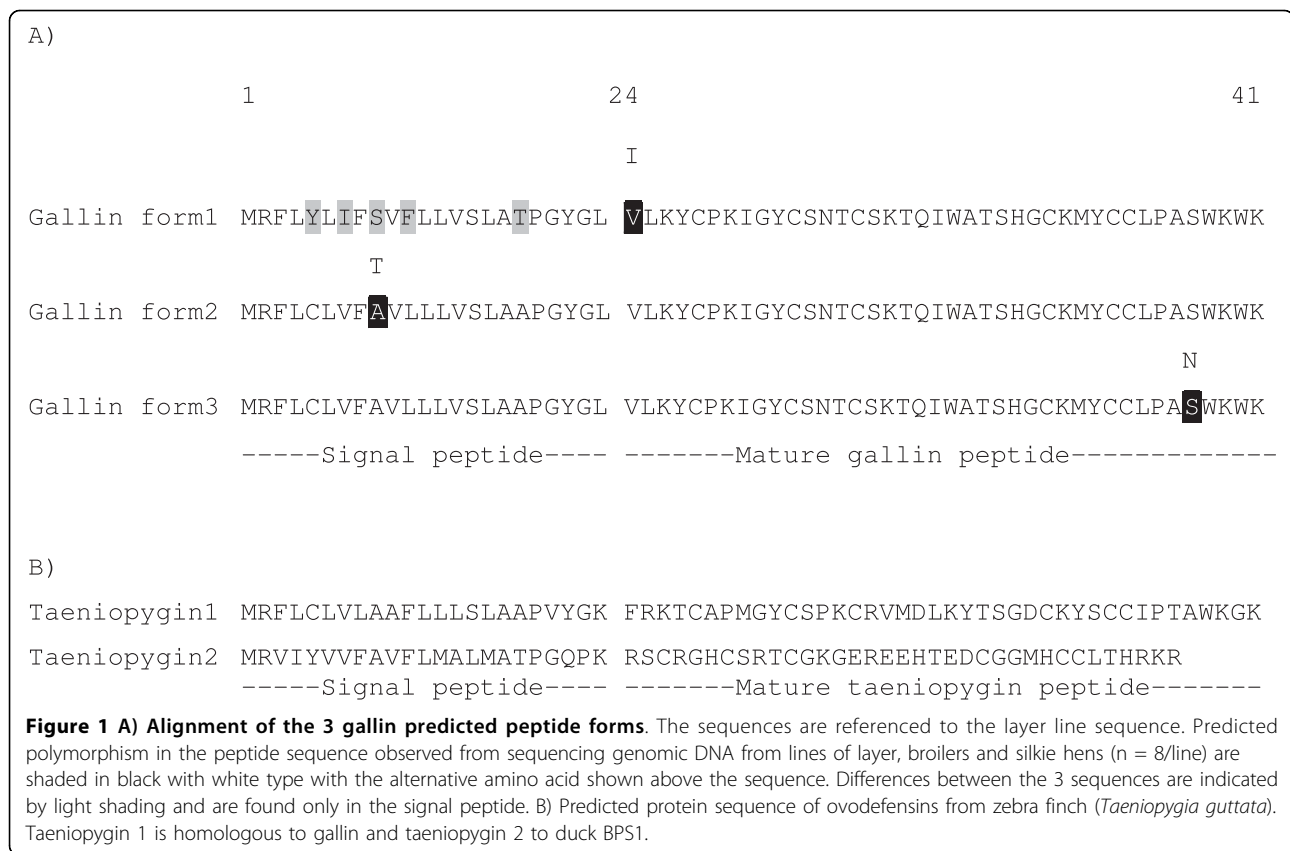 A)
1 24 41
I
Gallin form1 MRFLYLIFSVFLLVSLATPGYGL VLKYCPKIGYCSNTCSKTQIWATSHGCKMYCCLPASWKWK
T
Gallin form2 MRFLCLVFAVLLLVSLAAPGYGL VLKYCPKIGYCSNTCSKTQIWATSHGCKMYCCLPASWKWK
N
Gallin form3 MRFLCLVFAVLLLVSLAAPGYGL VLKYCPKIGYCSNTCSKTQIWATSHGCKMYCCLPASWKWK
-----Signal peptide---- -------Mature gallin peptide-------------
B)
Taeniopygin1 MRFLCLVLAAFLLLSLAAPVYGK FRKTCAPMGYCSPKCRVMDLKYTSGDCKYSCCIPTAWKGK
Taeniopygin2 MRVIYVVFAVFLMALMATPGQPK RSCRGHCSRTCGKGEREEHTEDCGGMHCCLTHRKR
-----Signal peptide---- -------Mature taeniopygin peptide-------
Figure 1 A) Alignment of the 3 gallin predicted peptide forms. The sequences are referenced to the layer line sequence. Predicted
polymorphism in the peptide sequence observed from sequencing genomic DNA from lines of layer, broilers and silkie hens (n = 8/line) are
shaded in black with white type with the alternative amino acid shown above the sequence. Differences between the 3 sequences are indicated
by light shading and are found only in the signal peptide. B) Predicted protein sequence of ovodefensins from zebra finch (Taeniopygia guttata).
Taeniopygin 1 is homologous to gallin and taeniopygin 2 to duck BPS1.